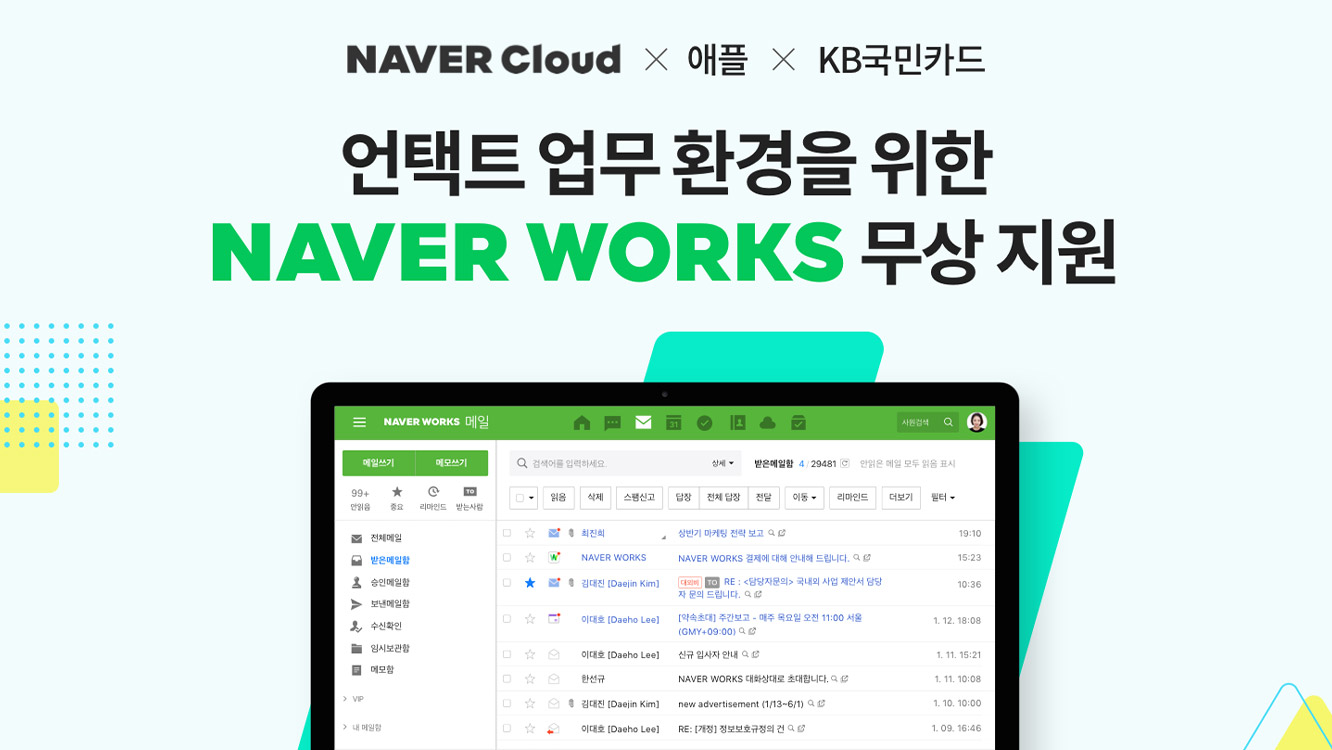 NAVER Cloud × 애플 × KB국민카드
언택트 업무 환경을 위한
NAVER WORKS 무상 지원
NAVER WORKS 메일
31
사원검색
메일쓰기
메모쓰기
99+
안읽음
중요
리마인드
TO
받는사람
전체메일
받은메일함
승인메일함
보낸메일함
수신확인
임시보관함
메모함
VIP
내 메일함
검색어를 입력하세요.
상세
받은메일함 4 / 29481 안읽은 메일 모두 읽음 표시
읽음 삭제 스팸신고 답장 전체 답장 전달 이동 리마인드 더보기 필터
최진희 상반기 마케팅 전략 보고 19:10
NAVER WORKS NAVER WORKS 결제에 대해 안내해 드립니다. 15:23
김대진 [Daejin Kim] 대외비 TO RE : <담당자문의> 국내외 사업 제안서 담당 10:36
자 문의 드립니다.
이대호 [Daeho Lee] [약속초대] 주간보고 - 매주 목요일 오전 11:00 서울 1. 12. 18:08
(GMY+09:00)
이대호 [Daeho Lee] 신규 입사자 안내 1. 11. 15:21
한선규 NAVER WORKS 대화상대로 초대합니다. 1. 11. 10:08
김대진 [Daejin Kim] new advertisement (1/13~6/1) 1. 10. 10:00
이대호 [Daeho Lee] RE: [개정] 정보보호규정의 건 1. 09. 16:46